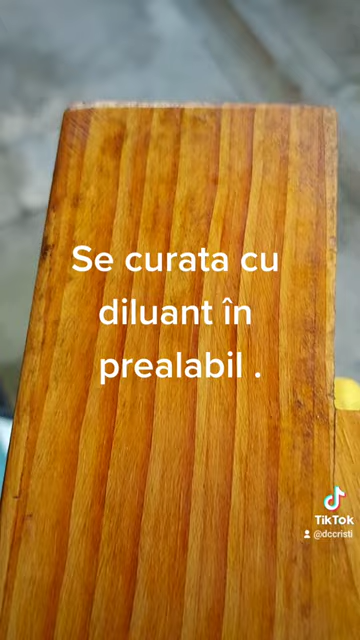 Se curata cu
diluant în
prealabil .
TikTok
@dccristi